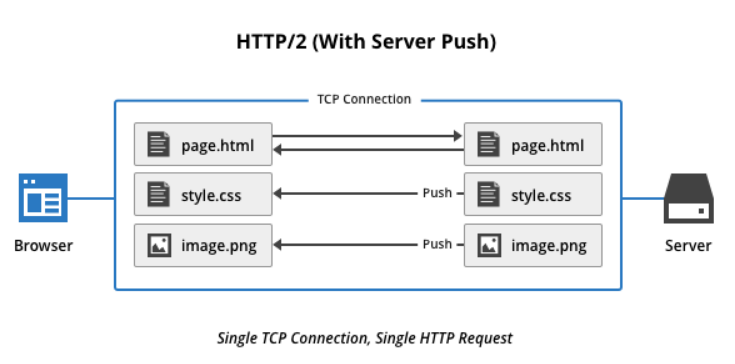 HTTP/2 (With Server Push)
TCP Connection
page.html page.html
style.css Push style.css
image.png Push image.png
Browser Server
Single TCP Connection, Single HTTP Request